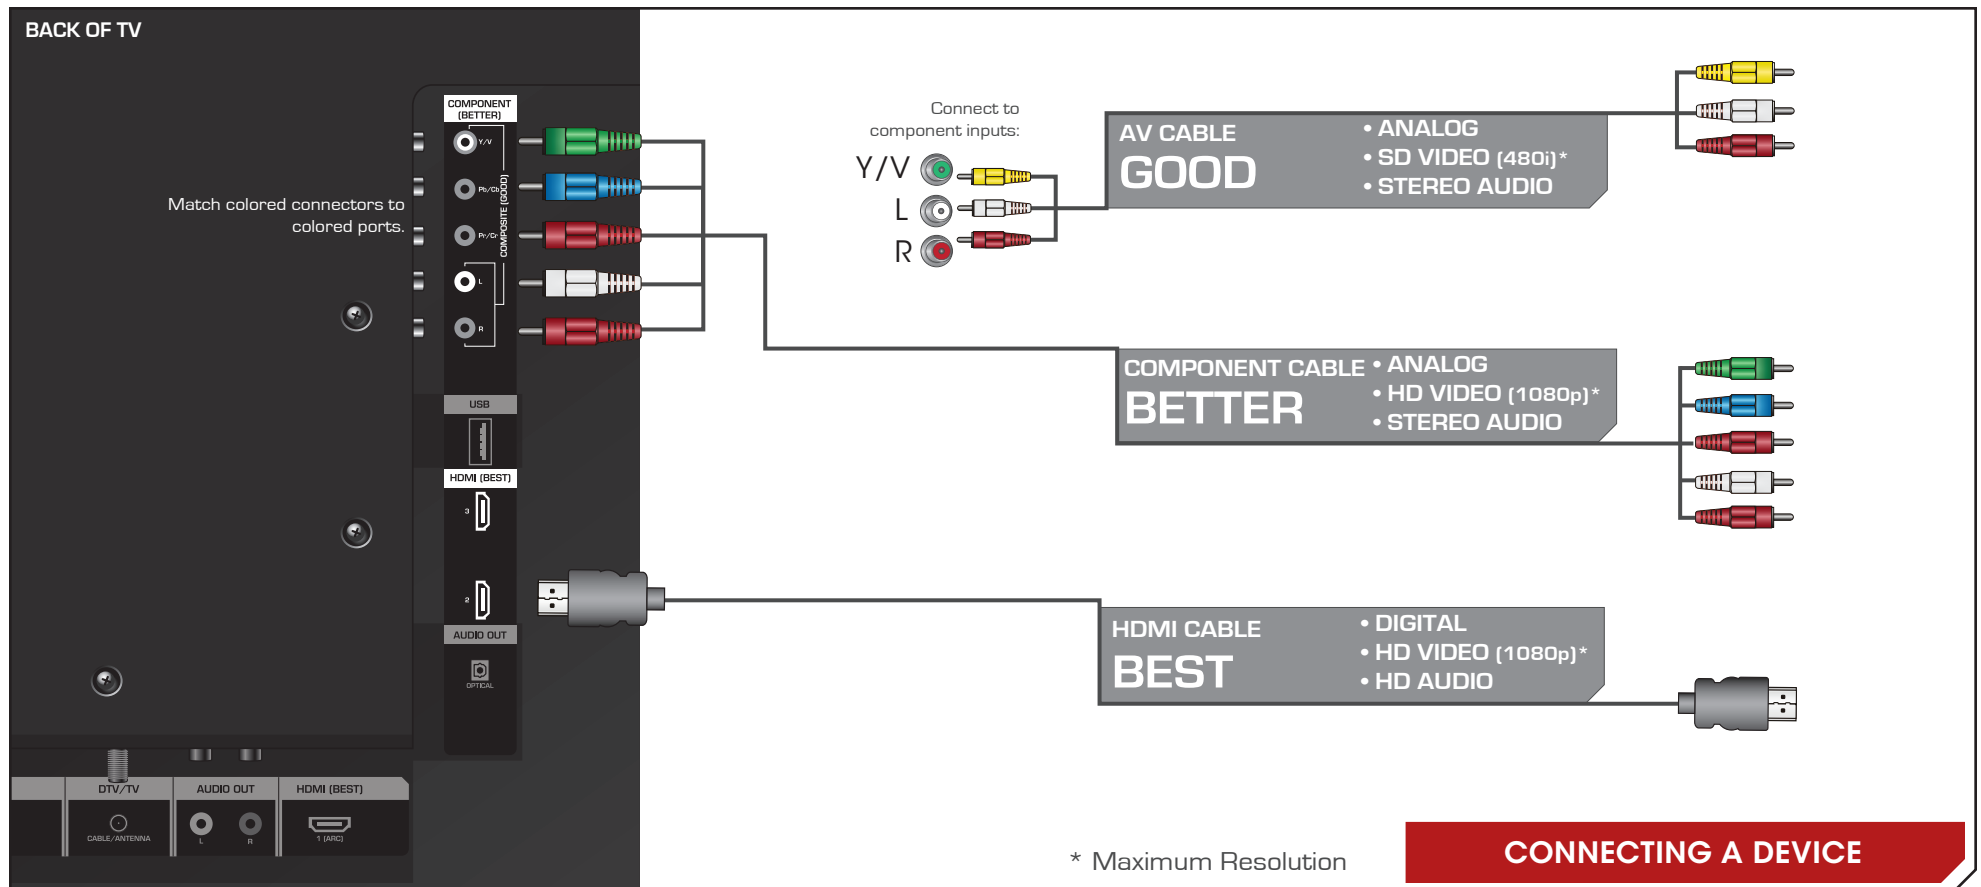 BACK OF TV
Match colored connectors to
colored ports.
COMPONENT
(BETTER)
Y/V
Pb/Cb
Pr/Cr
COMPOSITE (GOOD)
L
R
USB
HDMI (BEST)
3
2
AUDIO OUT
OPTICAL
DTV/TV
CABLE/ANTENNA
AUDIO OUT
L
R
HDMI (BEST)
1 (ARC)
Connect to
component inputs:
Y/V
L
R
AV CABLE
GOOD
• ANALOG
• SD VIDEO (480i)*
• STEREO AUDIO
COMPONENT CABLE
BETTER
• ANALOG
• HD VIDEO (1080p)*
• STEREO AUDIO
HDMI CABLE
BEST
• DIGITAL
• HD VIDEO (1080p)*
• HD AUDIO
* Maximum Resolution
CONNECTING A DEVICE